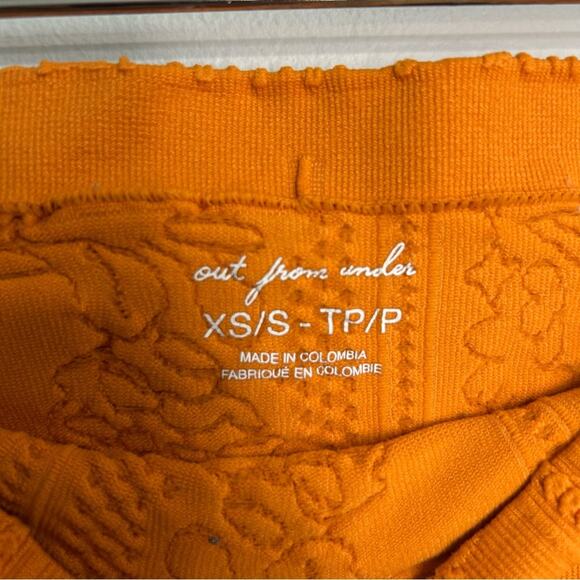 out from under
XS/S - TP/P
MADE IN COLOMBIA
FABRIQUÉ EN COLOMBIE